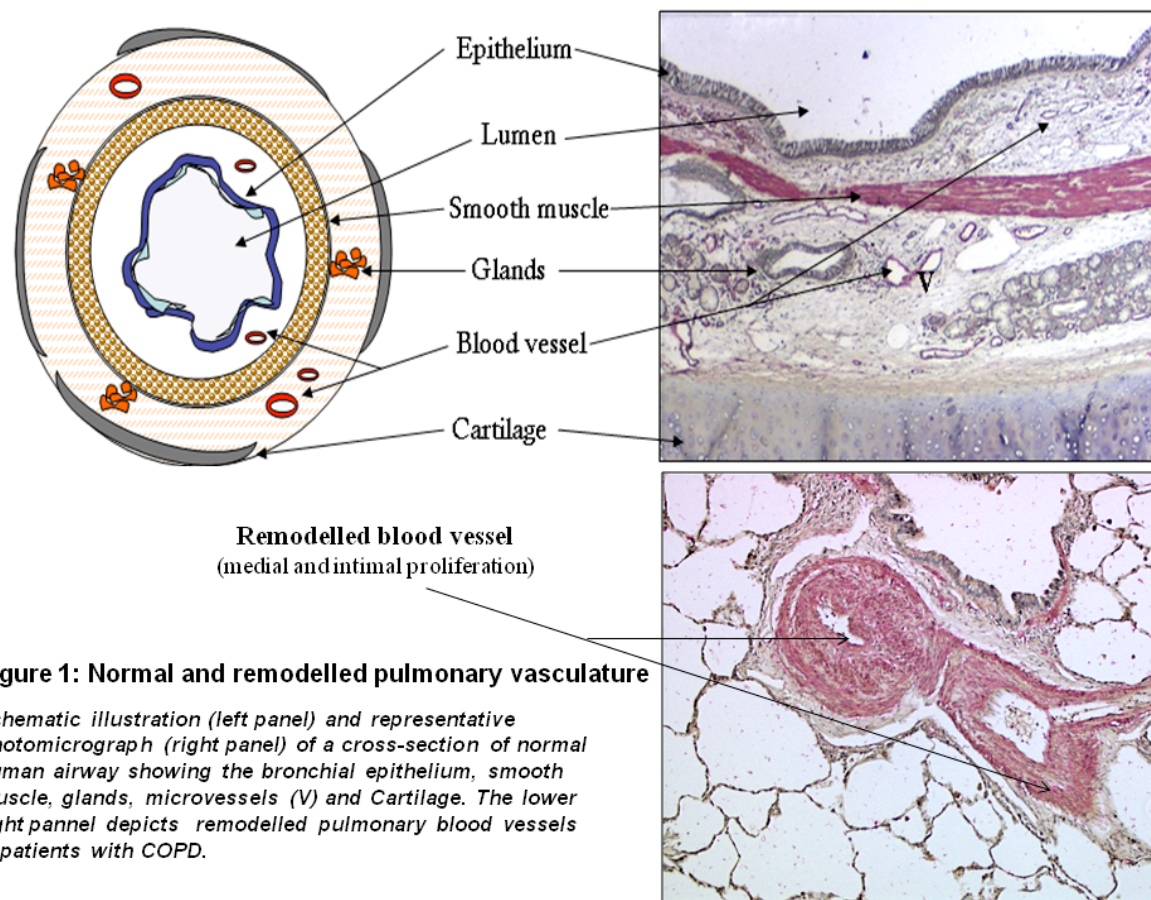 Epithelium
Lumen
Smooth muscle
Glands
V
Blood vessel
Cartilage
Remodelled blood vessel
(medial and intimal proliferation)
gure 1: Normal and remodelled pulmonary vasculature
chematic illustration (left panel) and representative
hotomicrograph (right panel) of a cross-section of normal
man airway showing the bronchial epithelium, smooth
uscle, glands, microvessels (V) and Cartilage. The lower
ght pannel depicts remodelled pulmonary blood vessels
patients with COPD.